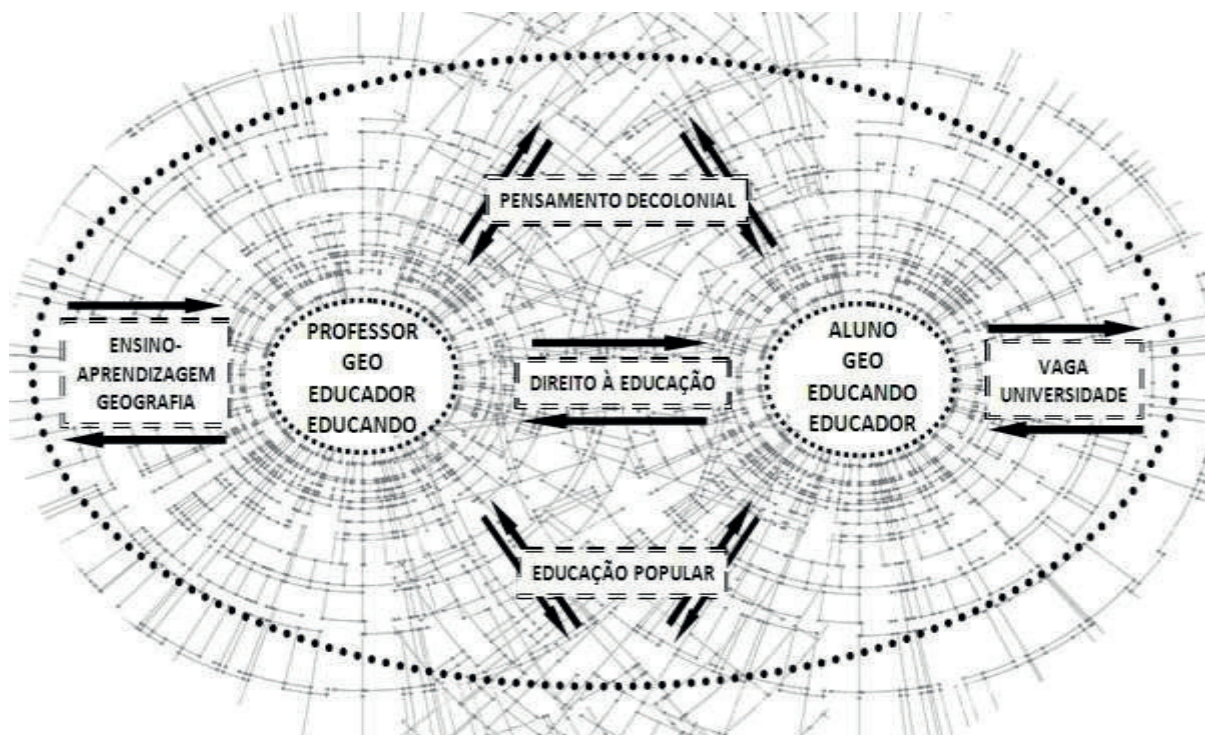 PENSAMENTO DECOLONIAL
ENSINO-
APRENDIZAGEM
GEOGRAFIA
PROFESSOR
GEO
EDUCADOR
EDUCANDO
DIREITO À EDUCAÇÃO
ALUNO
GEO
EDUCANDO
EDUCADOR
VAGA
UNIVERSIDADE
EDUCAÇÃO POPULAR